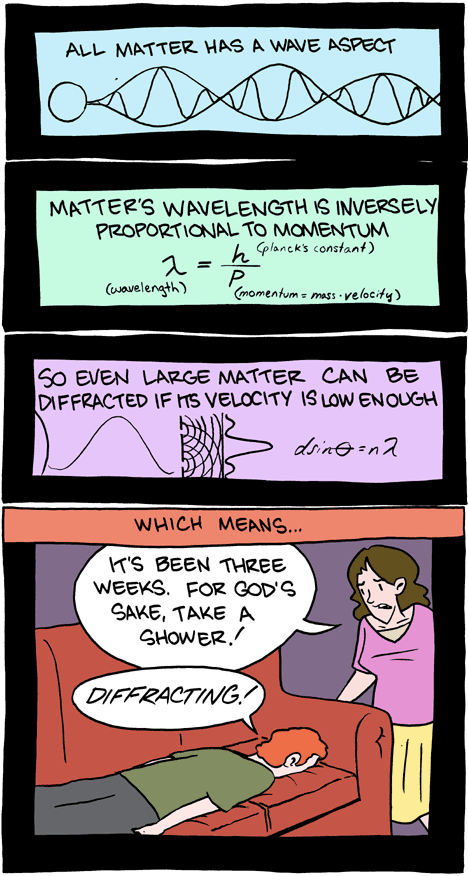 ALL MATTER HAS A WAVE ASPECT
MATTER'S WAVELENGTH IS INVERSELY
PROPORTIONAL TO MOMENTUM
λ = h/P
(planck's constant)
(wavelength)
(momentum = mass · velocity)
SO EVEN LARGE MATTER CAN BE
DIFFRACTED IF ITS VELOCITY IS LOW ENOUGH
dsinθ = nλ
WHICH MEANS...
IT'S BEEN THREE
WEEKS. FOR GOD'S
SAKE, TAKE A
SHOWER!
DIFFRACTING!